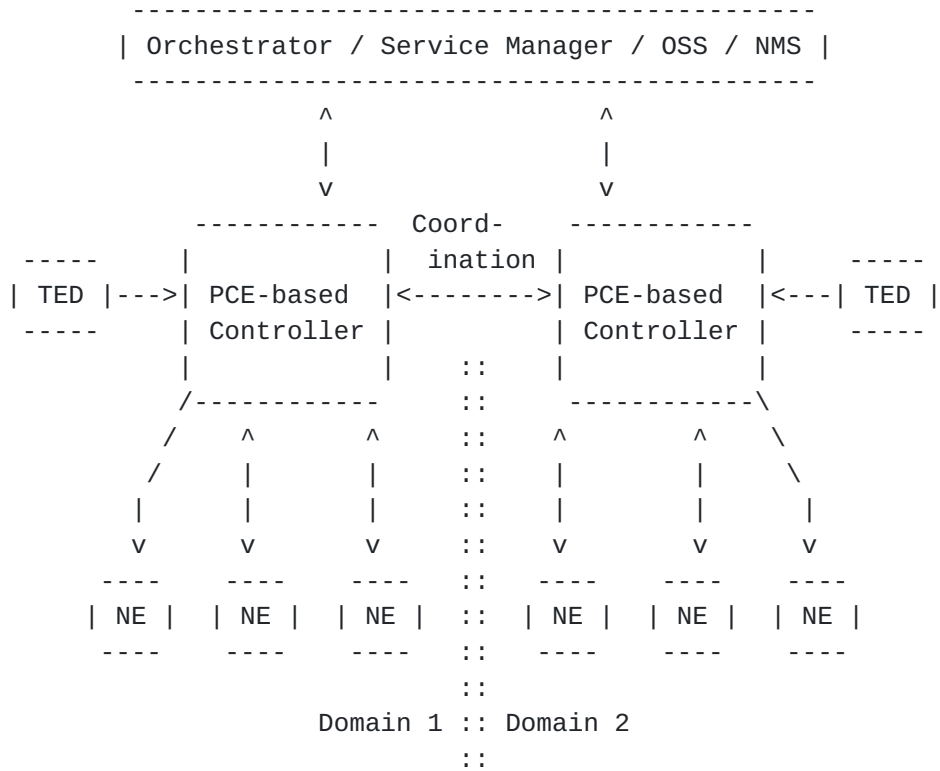 Orchestrator / Service Manager / OSS / NMS
Coord-
ination
TED PCE-based PCE-based TED
Controller Controller
NE NE NE NE NE NE
Domain 1 :: Domain 2